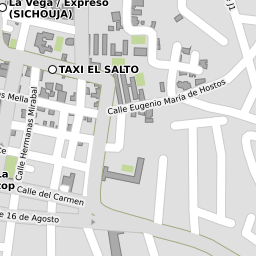 La Vega / Expreso
(SICHOUJA)
TAXI EL SALTO
Calle Eugenio María de Hostos
Mella
Calle Hermanas Mirabal
La
Calle del Carmen
16 de Agosto